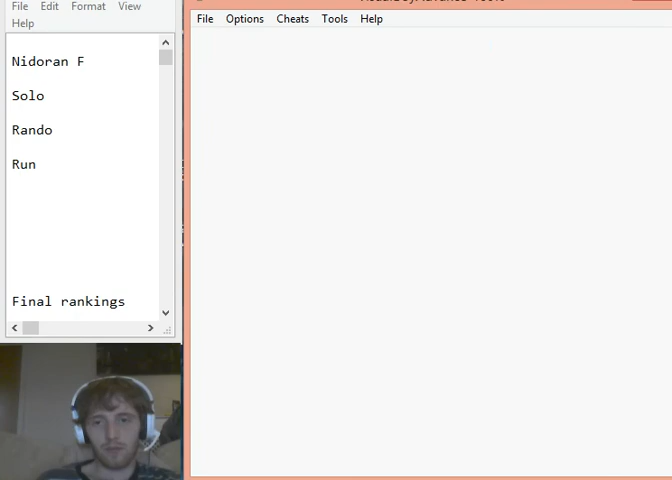 File Edit Format View
Help
Nidoran F
Solo
Rando
Run
Final rankings
File Options Cheats Tools Help